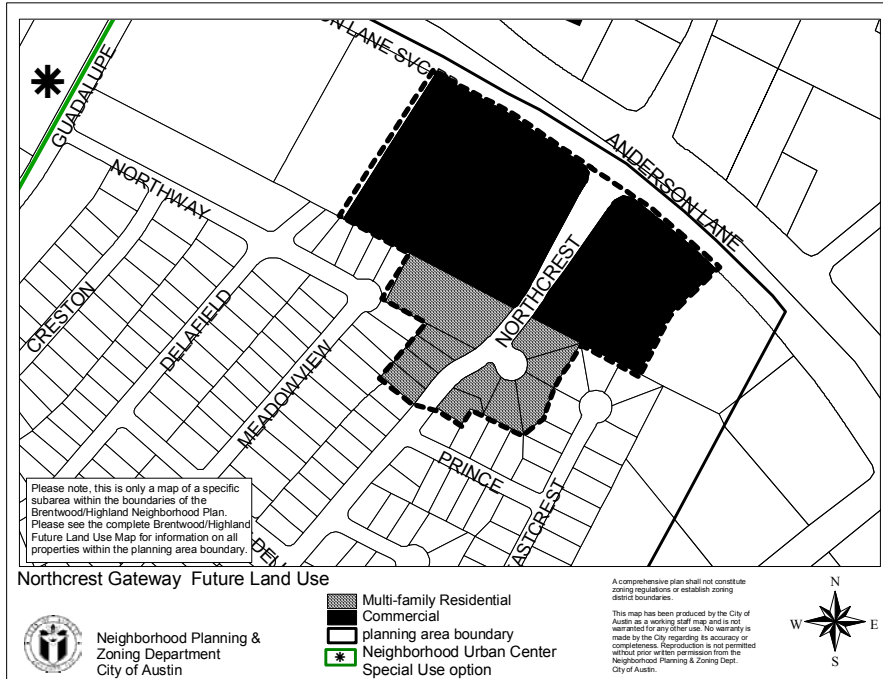 ON LANE SVC
GUADALUPE
ANDERSON LANE
NORTHWAY
NORTHCREST
CRESTON
DELAFIELD
MEADOWVIEW
PRINCE
ASTCREST
DEN
Please note, this is only a map of a specific
subarea within the boundaries of the
Brentwood/Highland Neighborhood Plan.
Please see the complete Brentwood/Highland
Future Land Use Map for information on all
properties within the planning area boundary.
Northcrest Gateway Future Land Use
Neighborhood Planning &
Zoning Department
City of Austin
Multi-family Residential
Commercial
planning area boundary
Neighborhood Urban Center
Special Use option
A comprehensive plan shall not constitute
zoning regulations or establish zoning
district boundaries.
This map has been produced by the City of
Austin as a working staff map and is not
warranted for any other use. No warranty is
made by the City regarding its accuracy or
completeness. Reproduction is not permitted
without prior written permission from the
Neighborhood Planning & Zoning Dept.
City of Austin.
N
W E
S